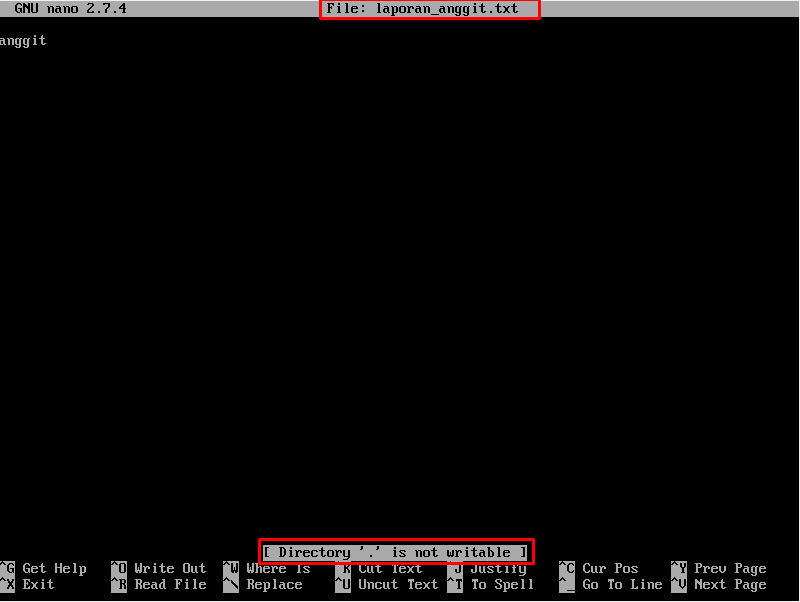 GNU nano 2.7.4 File: laporan_anggit.txt
anggit
[ Directory '.' is not writable ]
^G Get Help ^O Write Out ^W Where Is ^K Cut Text ^J Justify ^C Cur Pos ^Y Prev Page
^X Exit ^R Read File ^\ Replace ^U Uncut Text ^T To Spell ^_ Go To Line ^V Next Page